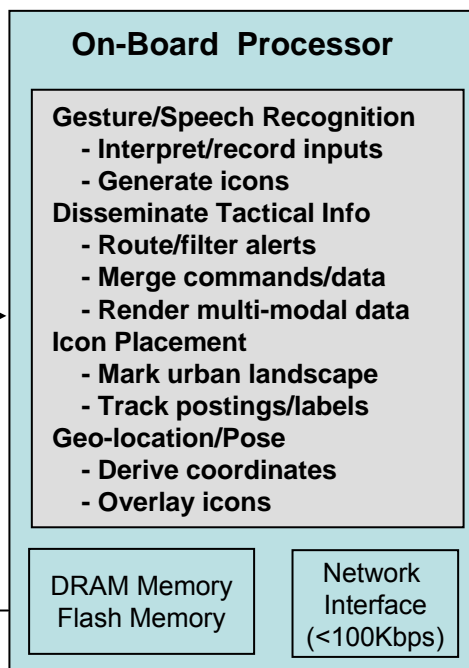 On-Board Processor
Gesture/Speech Recognition
- Interpret/record inputs
- Generate icons
Disseminate Tactical Info
- Route/filter alerts
- Merge commands/data
- Render multi-modal data
Icon Placement
- Mark urban landscape
- Track postings/labels
Geo-location/Pose
- Derive coordinates
- Overlay icons
DRAM Memory
Flash Memory
Network
Interface
(<100Kbps)